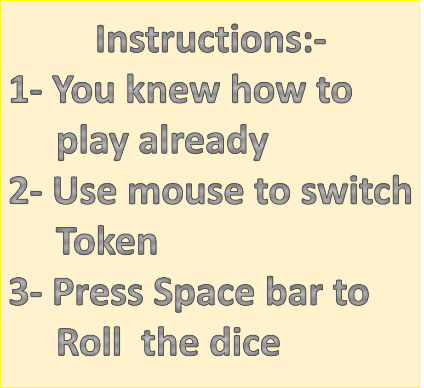 Instructions:-
1- You knew how to
play already
2- Use mouse to switch
Token
3- Press Space bar to
Roll the dice